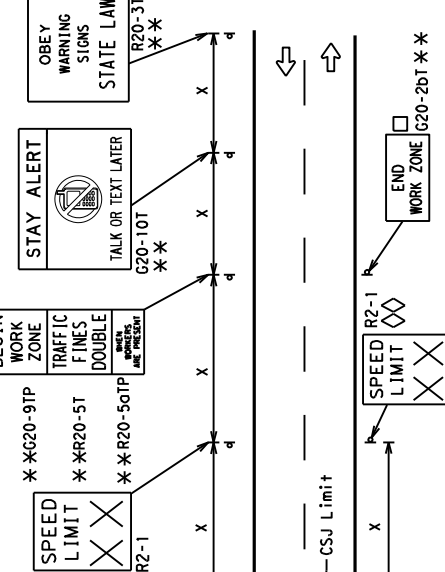 OBEY
WARNING
SIGNS
STATE LAW
R20-3T
* *
STAY ALERT
TALK OR TEXT LATER
G20-10T
* *
WORK
ZONE
TRAFFIC
FINES
DOUBLE
WHEN
WORKERS
ARE PRESENT
* *G20-9TP
* *R20-5T
* *R20-5aTP
SPEED
LIMIT
XX
R2-1
X
X
X
X
CSJ Limit
END
WORK ZONE
G20-2bT * *
R2-1
SPEED
LIMIT
XX
X